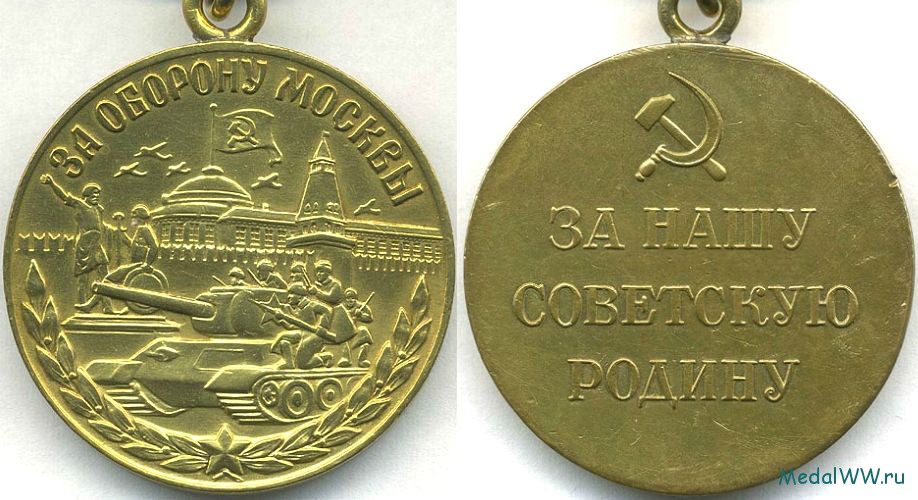 ЗА ОБОРОНУ МОСКВЫ
ЗА НАШУ
СОВЕТСКУЮ
РОДИНУ
MedalWW.ru